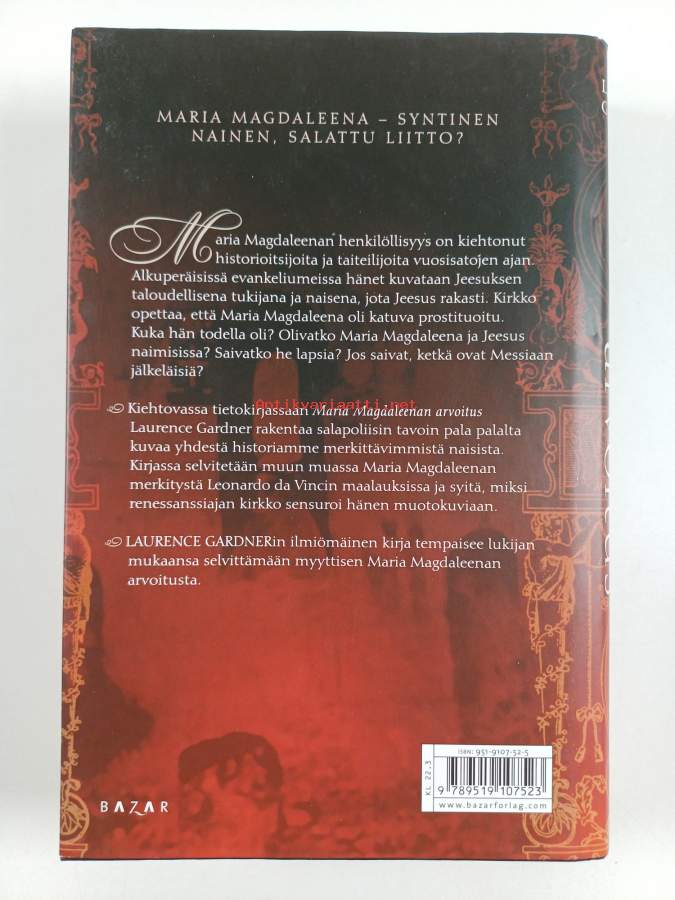 MARIA MAGDALEENA – SYNTINEN
NAINEN, SALATTU LIITTO?
Maria Magdaleenan henkilöllisyys on kiehtonut
historioitsijoita ja taiteilijoita vuosisatojen ajan.
Alkuperäisissä evankeliumeissa hänet kuvataan Jeesuksen
taloudellisena tukijana ja naisena, jota Jeesus rakasti. Kirkko
opettaa, että Maria Magdaleena oli katuva prostituoitu.
Kuka hän todella oli? Olivatko Maria Magdaleena ja Jeesus
naimisissa? Saivatko he lapsia? Jos saivat, ketkä ovat Messiaan
jälkeläisiä?
Antikvariaatti.net
Kiehtovassa tietokirjassaan Maria Magdaleenan arvoitus
Laurence Gardner rakentaa salapoliisin tavoin pala palalta
kuvaa yhdestä historiamme merkittävimmistä naisista.
Kirjassa selvitetään muun muassa Maria Magdaleenan
merkitystä Leonardo da Vincin maalauksissa ja syitä, miksi
renessanssiajan kirkko sensuroi hänen muotokuviaan.
LAURENCE GARDNERin ilmiömäinen kirja tempaisee lukijan
mukaansa selvittämään myyttisen Maria Magdaleenan
arvoitusta.
ISBN: 951-9107-52-5
KL 22.3
9 789519 107523
www.bazarforlag.com
BAZAR